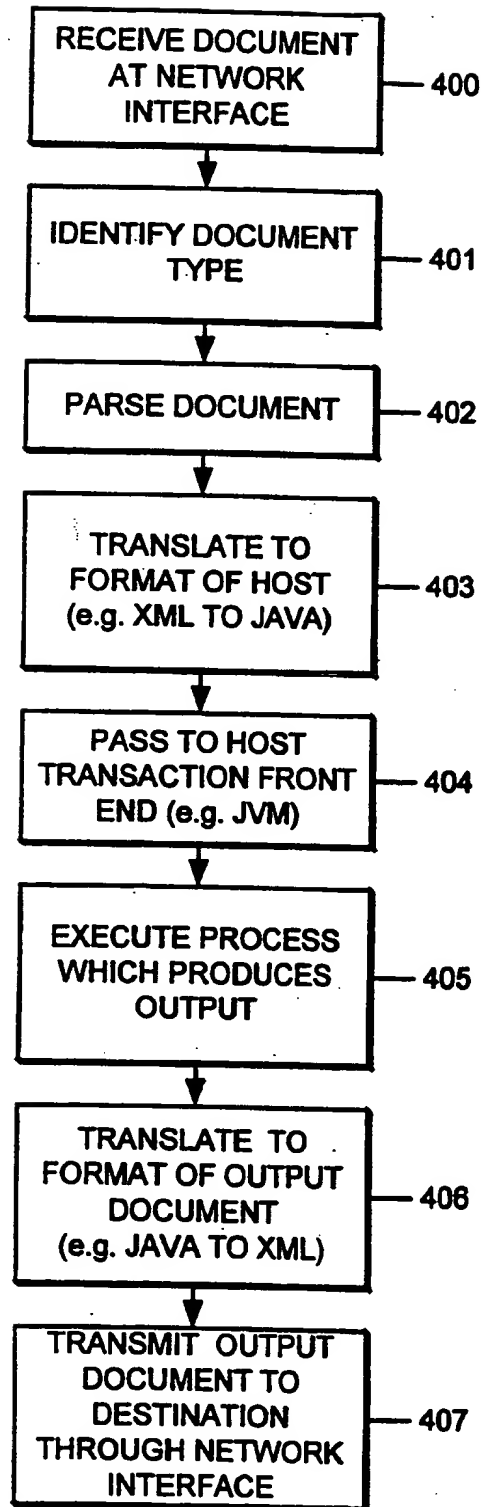 RECEIVE DOCUMENT
AT NETWORK
INTERFACE
400
IDENTIFY DOCUMENT
TYPE
401
PARSE DOCUMENT
402
TRANSLATE TO
FORMAT OF HOST
(e.g. XML TO JAVA)
403
PASS TO HOST
TRANSACTION FRONT
END (e.g. JVM)
404
EXECUTE PROCESS
WHICH PRODUCES
OUTPUT
405
TRANSLATE TO
FORMAT OF OUTPUT
DOCUMENT
(e.g. JAVA TO XML)
406
TRANSMIT OUTPUT
DOCUMENT TO
DESTINATION
THROUGH NETWORK
INTERFACE
407